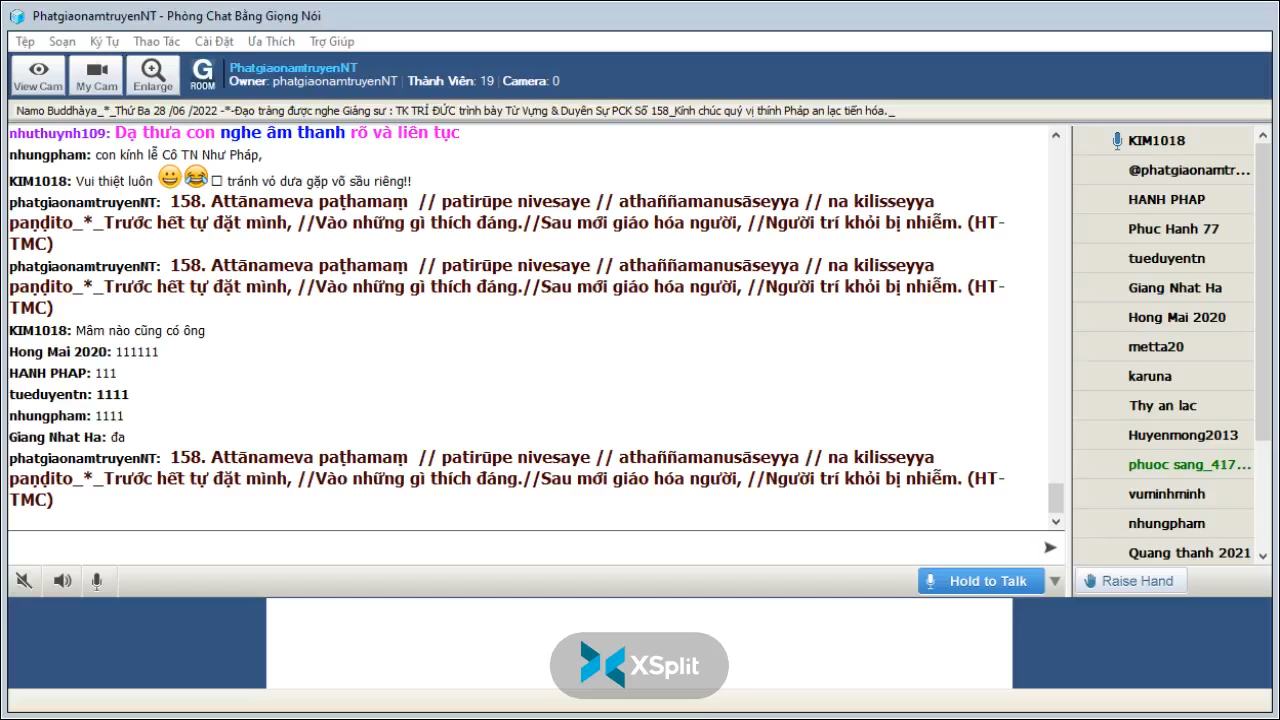 PhatgiaonamtruyenNT - Phòng Chat Bằng Giọng Nói
Tệp Soạn Ký Tự Thao Tác Cài Đặt Ưa Thích Trợ Giúp
View Cam My Cam Enlarge G ROOM
PhatgiaonamtruyenNT
Owner: phatgiaonamtruyenNT | Thành Viên: 19 | Camera: 0
Namo Buddhàya_*_Thứ Ba 28 /06 /2022 -*-Đạo tràng được nghe Giảng sư : TK TRÍ ĐỨC trình bày Từ Vựng & Duyên Sự PCK Số 158_Kính chúc quý vị thính Pháp an lạc tiến hóa._
nhuthuynh109: Dạ thưa con nghe âm thanh rõ và liên tục
nhungpham: con kính lễ Cô TN Như Pháp,
KIM1018: Vui thiệt luôn 😀😂☐ tránh vó dưa gặp võ sầu riêng!!
phatgiaonamtruyenNT: 158. Attānameva paṭhamaṃ // patirūpe nivesaye // athaññamanusāseyya // na kilisseyya
paṇḍito_*_Trước hết tự đặt mình, //Vào những gì thích đáng.//Sau mới giáo hóa người, //Người trí khỏi bị nhiễm. (HT-
TMC)
phatgiaonamtruyenNT: 158. Attānameva paṭhamaṃ // patirūpe nivesaye // athaññamanusāseyya // na kilisseyya
paṇḍito_*_Trước hết tự đặt mình, //Vào những gì thích đáng.//Sau mới giáo hóa người, //Người trí khỏi bị nhiễm. (HT-
TMC)
KIM1018: Mâm nào cũng có ông
Hong Mai 2020: 111111
HANH PHAP: 111
tueduyentn: 1111
nhungpham: 1111
Giang Nhat Ha: đa
phatgiaonamtruyenNT: 158. Attānameva paṭhamaṃ // patirūpe nivesaye // athaññamanusāseyya // na kilisseyya
paṇḍito_*_Trước hết tự đặt mình, //Vào những gì thích đáng.//Sau mới giáo hóa người, //Người trí khỏi bị nhiễm. (HT-
TMC)
KIM1018
@phatgiaonamtr...
HANH PHAP
Phuc Hanh 77
tueduyentn
Giang Nhat Ha
Hong Mai 2020
metta20
karuna
Thy an lac
Huyenmong2013
phuoc sang_417...
vuminhminh
nhungpham
Quang thanh 2021
Hold to Talk
Raise Hand
XSplit